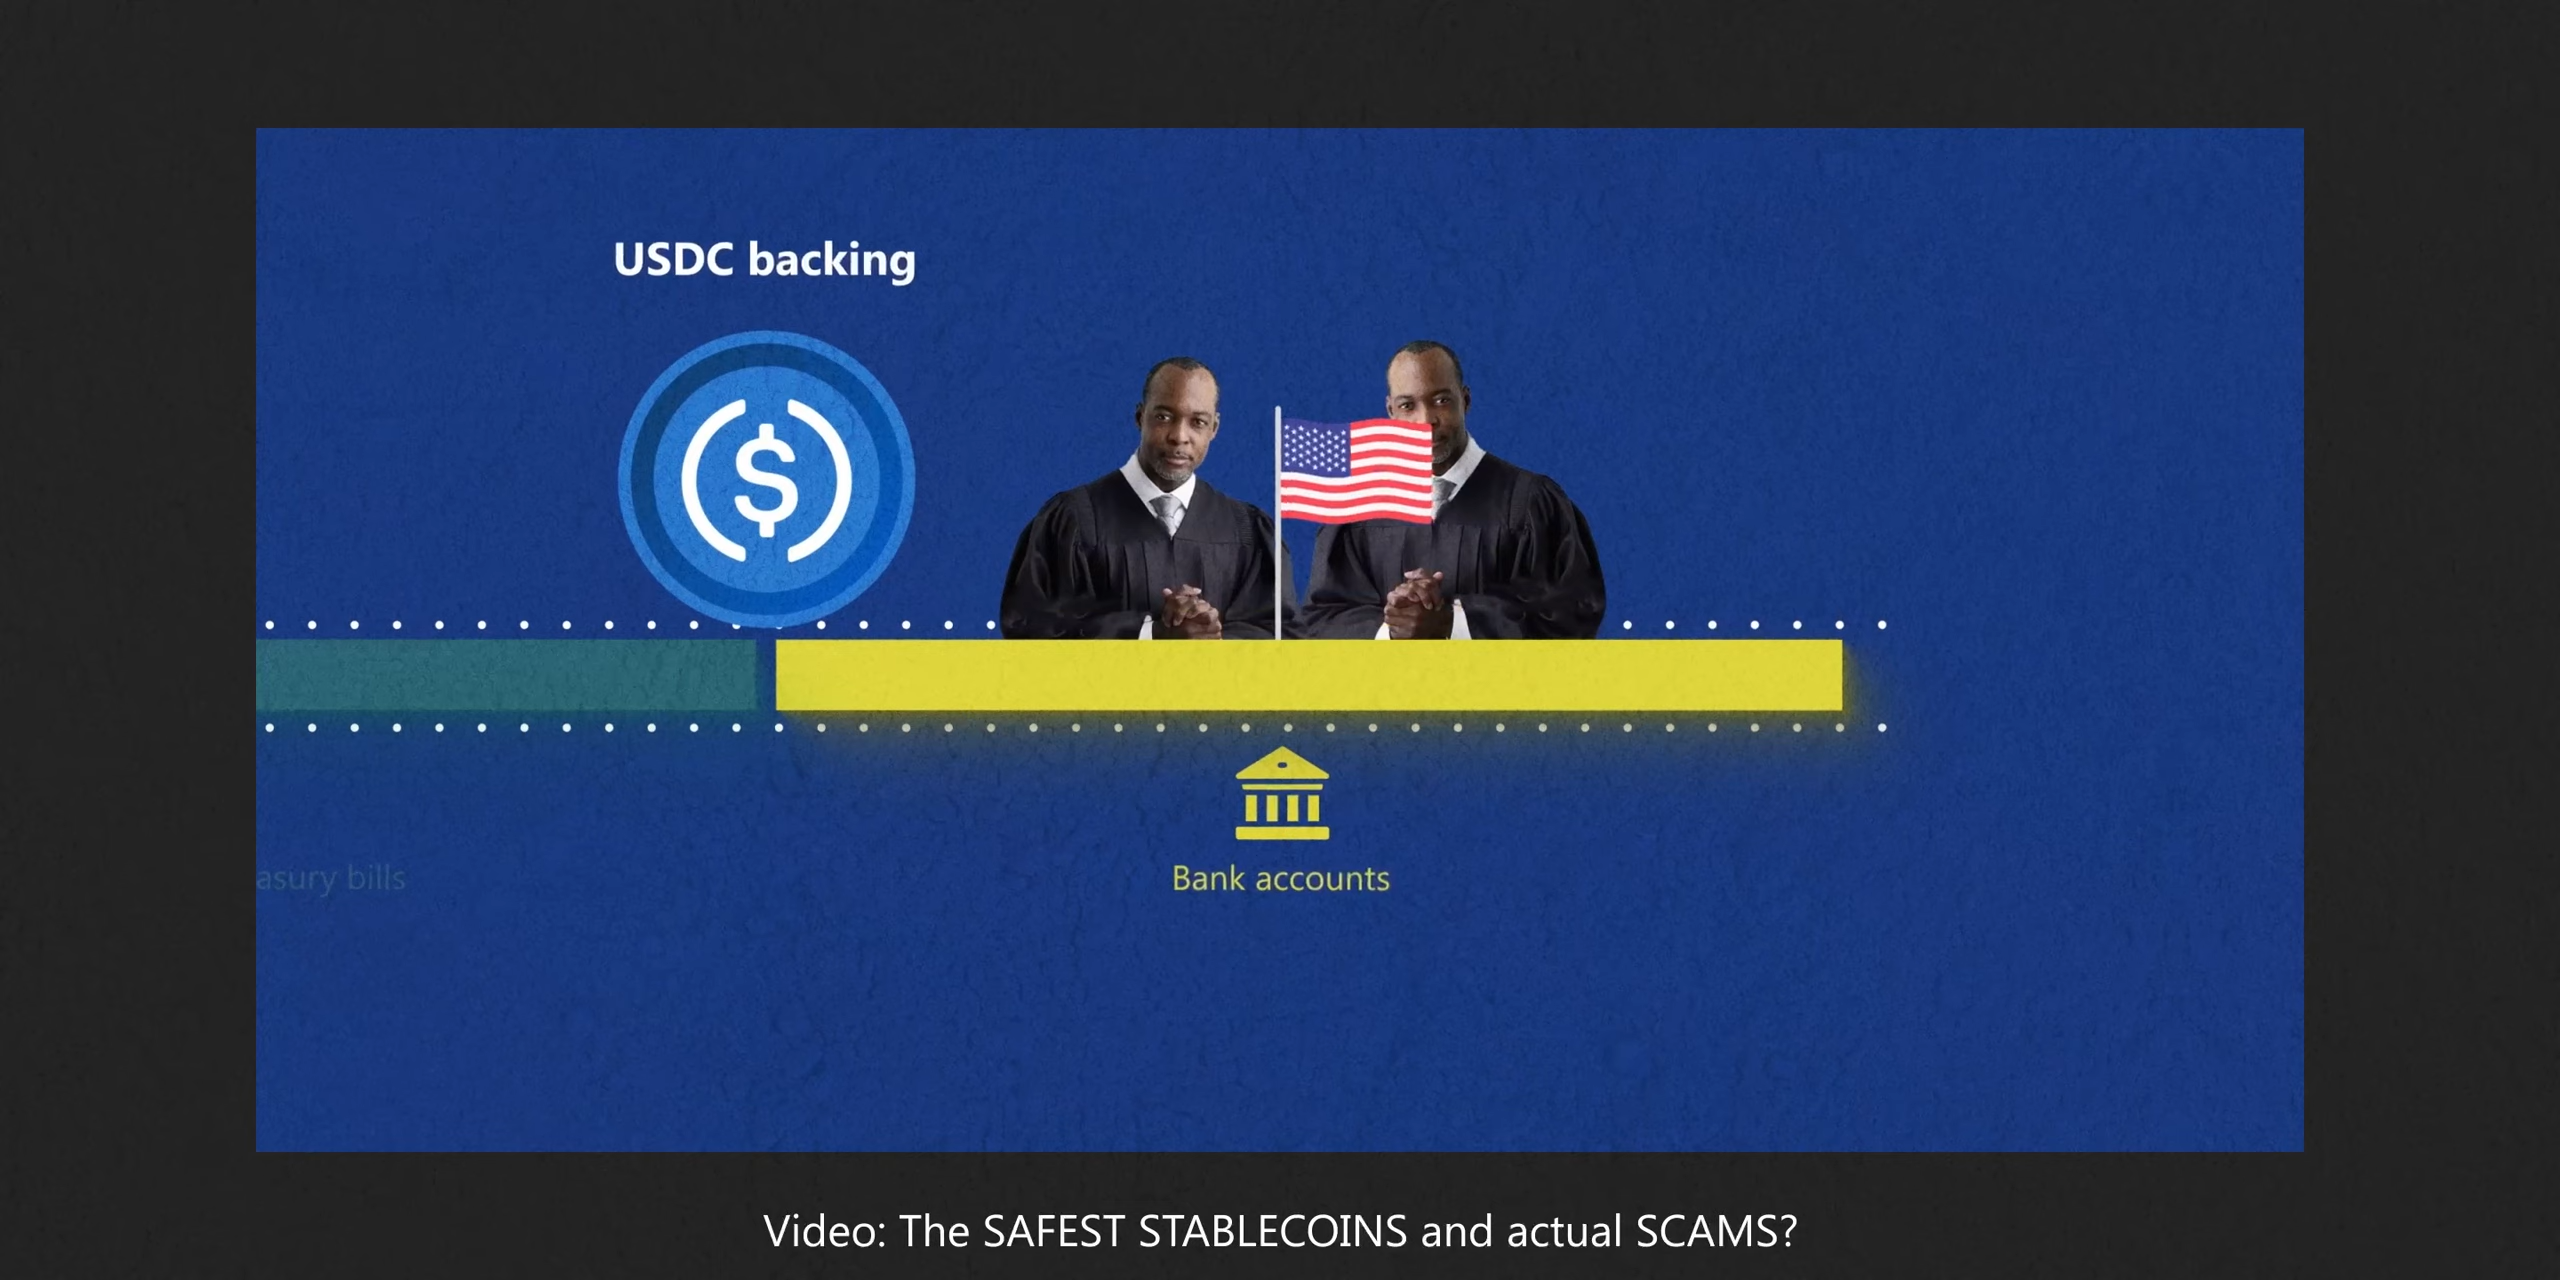 USDC backing
$
asury bills
Bank accounts
Video: The SAFEST STABLECOINS and actual SCAMS?